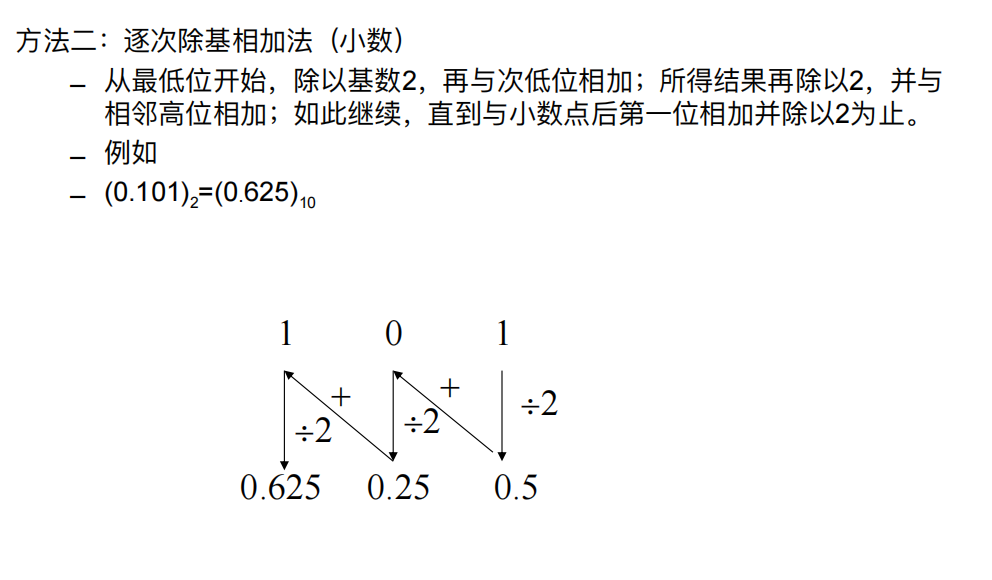 方法二：逐次除基相加法（小数）
– 从最低位开始，除以基数2，再与次低位相加；所得结果再除以2，并与
相邻高位相加；如此继续，直到与小数点后第一位相加并除以2为止。
– 例如
– (0.101)₂=(0.625)₁₀
1 0 1
+ +
÷2 ÷2 ÷2
0.625 0.25 0.5